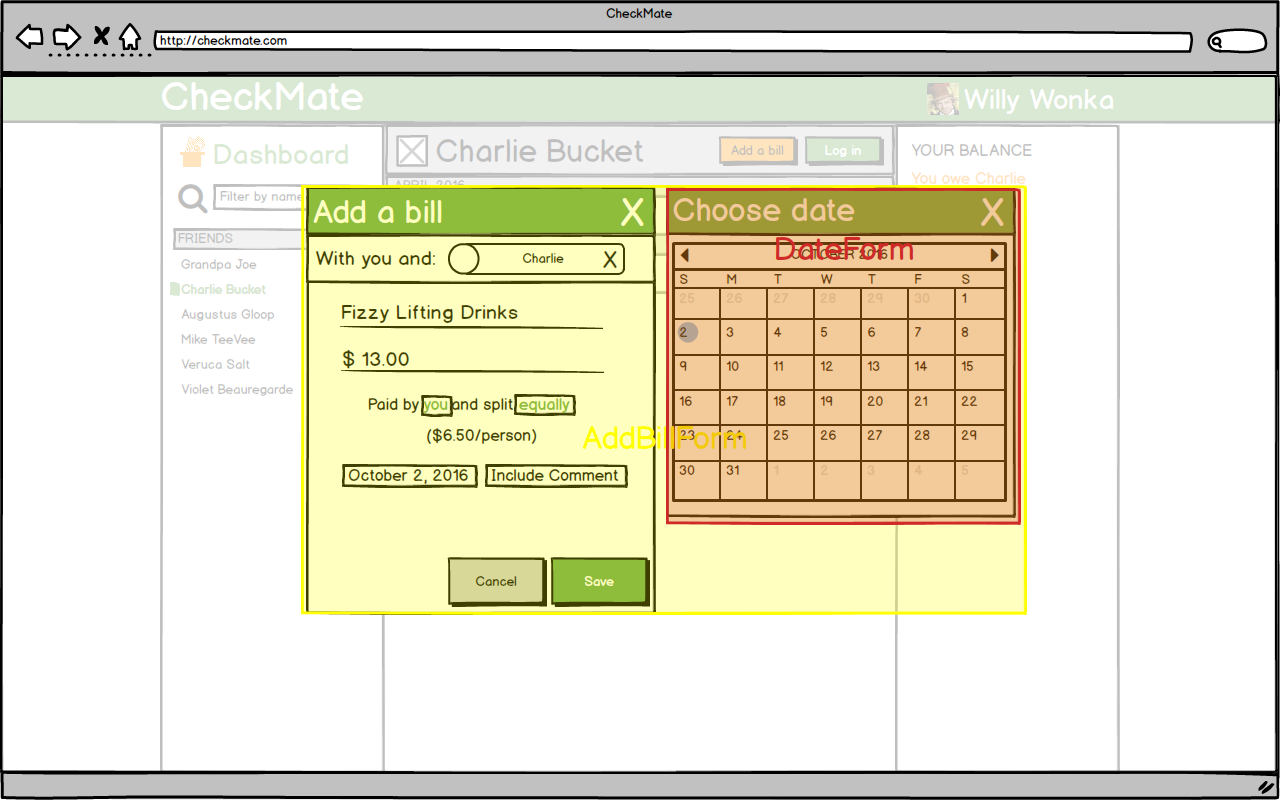 CheckMate
http://checkmate.com
CheckMate
Willy Wonka
Dashboard
Filter by name
FRIENDS
Grandpa Joe
Charlie Bucket
Augustus Gloop
Mike TeeVee
Veruca Salt
Violet Beauregarde
Charlie Bucket
Add a bill
Log in
APRIL 2016
YOUR BALANCE
You owe Charlie
Add a bill X
With you and: Charlie X
Fizzy Lifting Drinks
$ 13.00
Paid by you and split equally
($6.50/person)
October 2, 2016
Include Comment
Cancel
Save
AddBillForm
Choose date X
DateForm
OCTOBER 2016
S M T W T F S
25 26 27 28 29 30 1
2 3 4 5 6 7 8
9 10 11 12 13 14 15
16 17 18 19 20 21 22
23 24 25 26 27 28 29
30 31 1 2 3 4 5